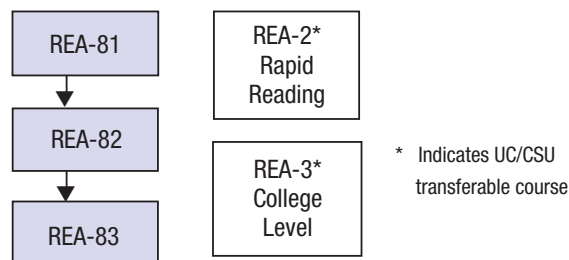 REA-81
REA-82
REA-83
REA-2*
Rapid
Reading
REA-3*
College
Level
* Indicates UC/CSU
transferable course